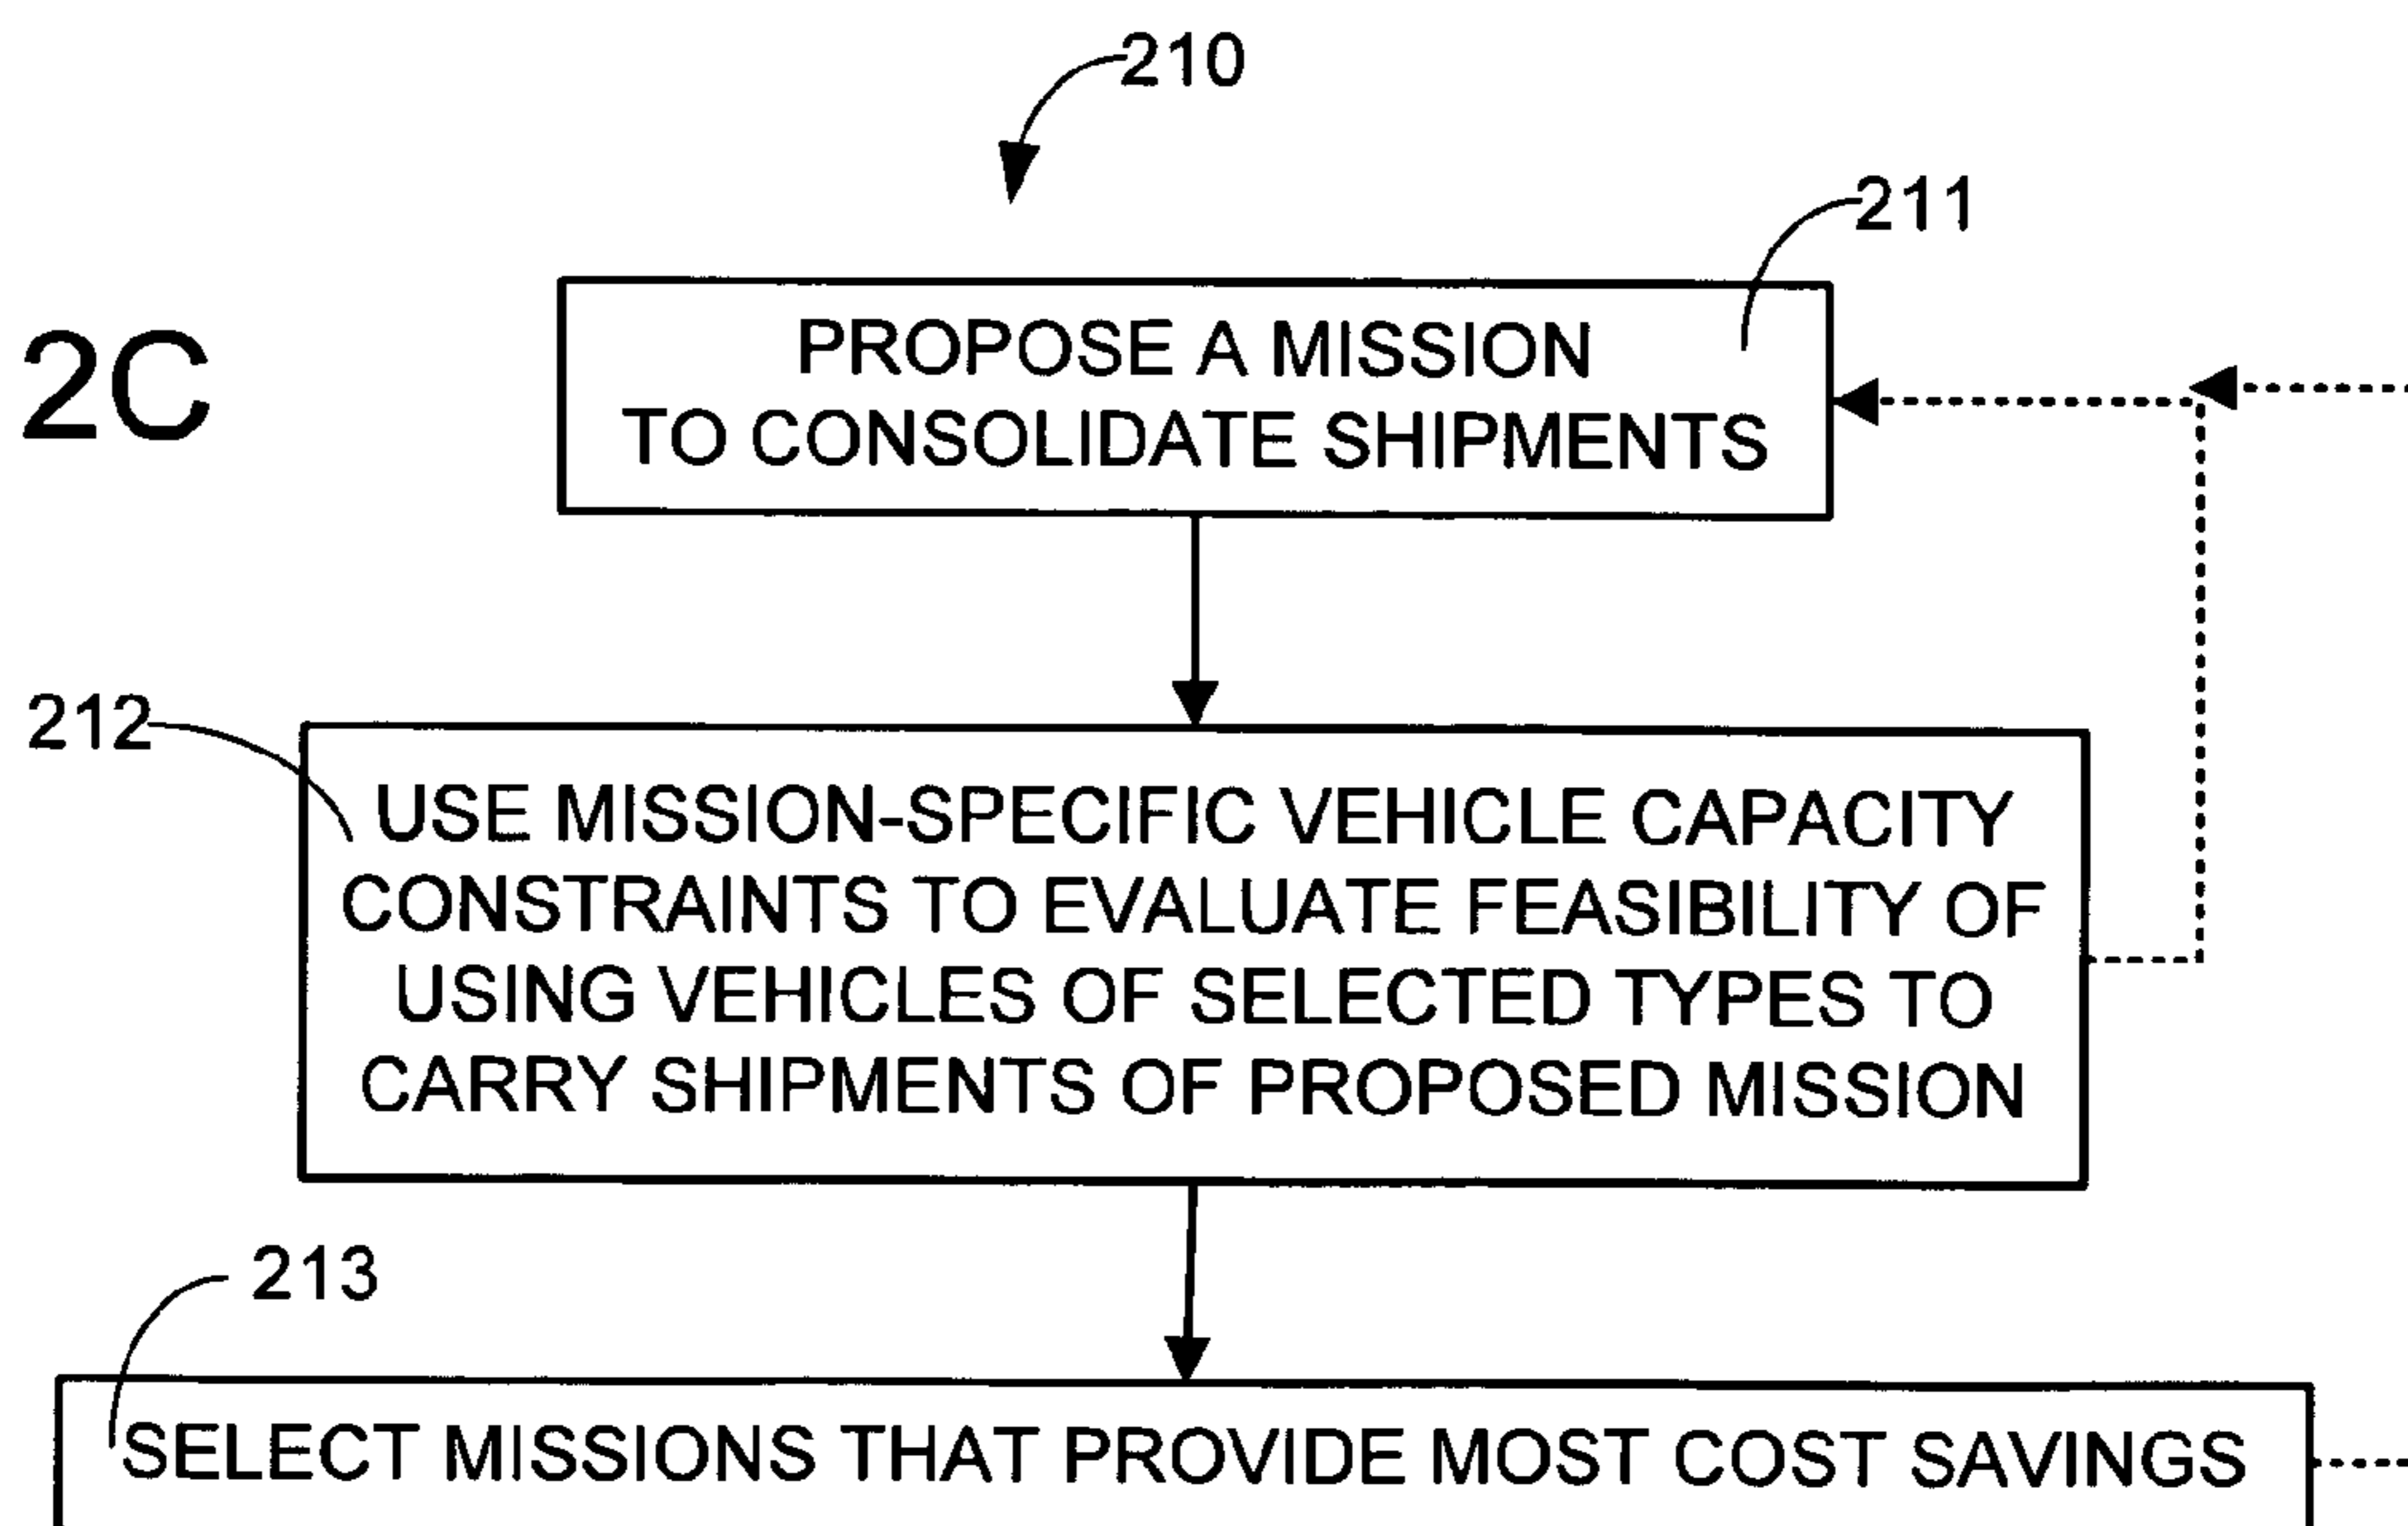 210
211
2C
PROPOSE A MISSION
TO CONSOLIDATE SHIPMENTS
212
USE MISSION-SPECIFIC VEHICLE CAPACITY
CONSTRAINTS TO EVALUATE FEASIBILITY OF
USING VEHICLES OF SELECTED TYPES TO
CARRY SHIPMENTS OF PROPOSED MISSION
213
SELECT MISSIONS THAT PROVIDE MOST COST SAVINGS